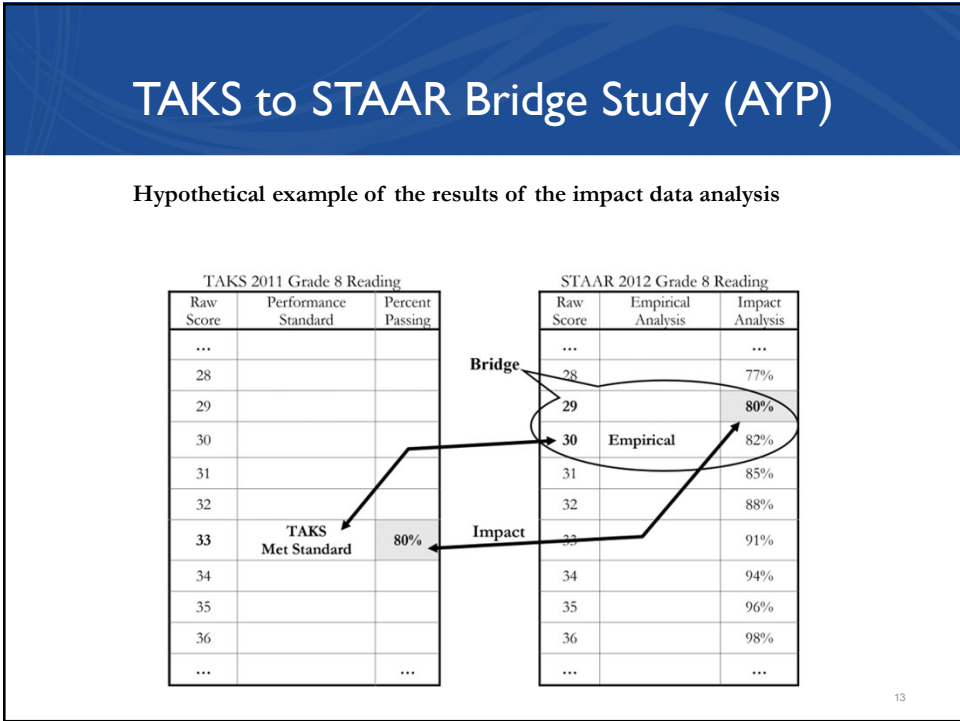 TAKS to STAAR Bridge Study (AYP)
Hypothetical example of the results of the impact data analysis
TAKS 2011 Grade 8 Reading
Raw Score Performance Standard Percent Passing
...
28
29
30
31
32
33 TAKS Met Standard 80%
34
35
36
... ...
Bridge
Impact
STAAR 2012 Grade 8 Reading
Raw Score Empirical Analysis Impact Analysis
... ...
28 77%
29 80%
30 Empirical 82%
31 85%
32 88%
33 91%
34 94%
35 96%
36 98%
... ...
13